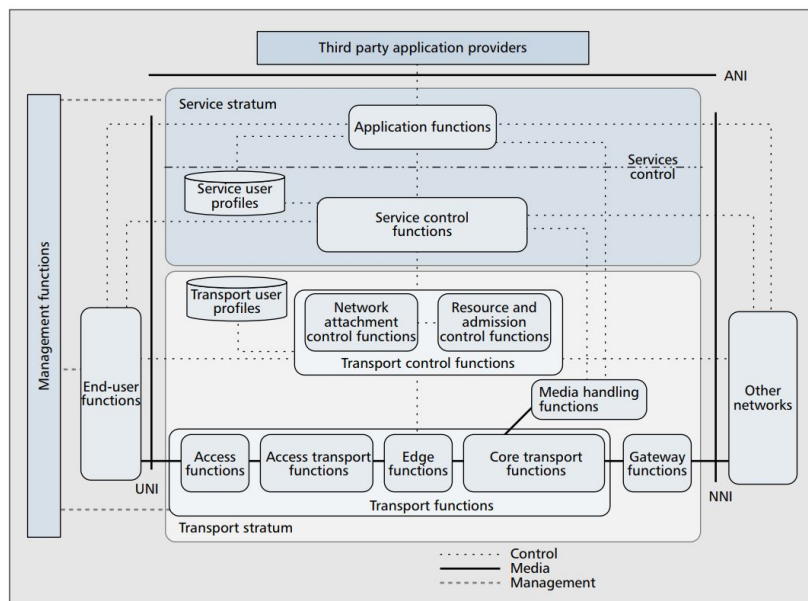 Third party application providers
ANI
Service stratum
Application functions
Services
control
Service user
profiles
Service control
functions
Management functions
Transport user
profiles
Network
attachment
control functions
Resource and
admission
control functions
Transport control functions
End-user
functions
Media handling
functions
Other
networks
Access
functions
Access transport
functions
Edge
functions
Core transport
functions
Gateway
functions
UNI
NNI
Transport functions
Transport stratum
Control
Media
Management